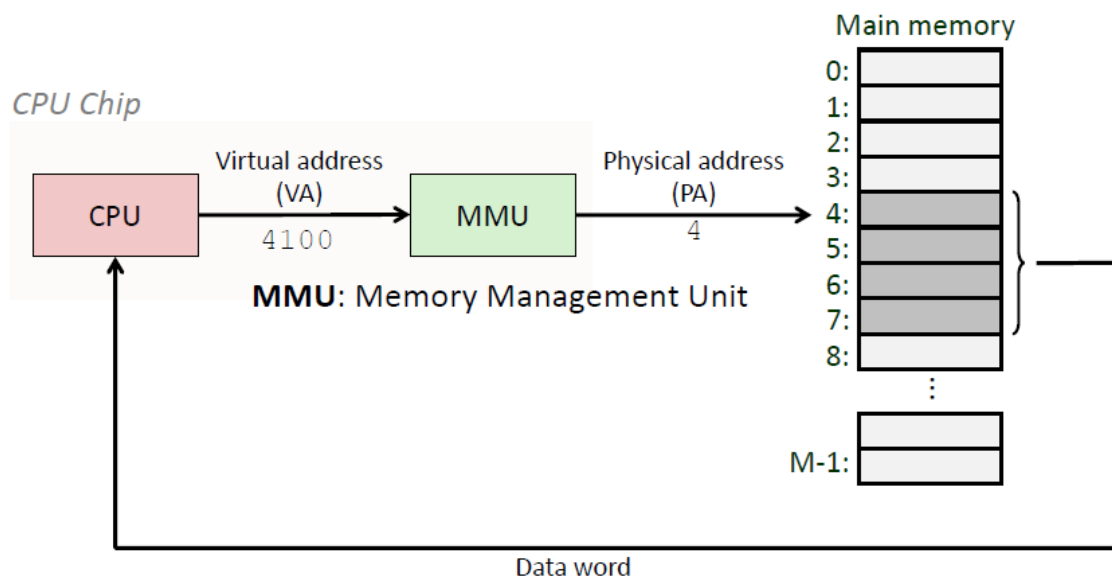 Main memory
0:
CPU Chip
1:
2:
Virtual address
(VA)
Physical address
(PA)
3:
CPU
MMU
4:
4100
4
5:
6:
MMU: Memory Management Unit
7:
8:
⋮
M-1:
Data word